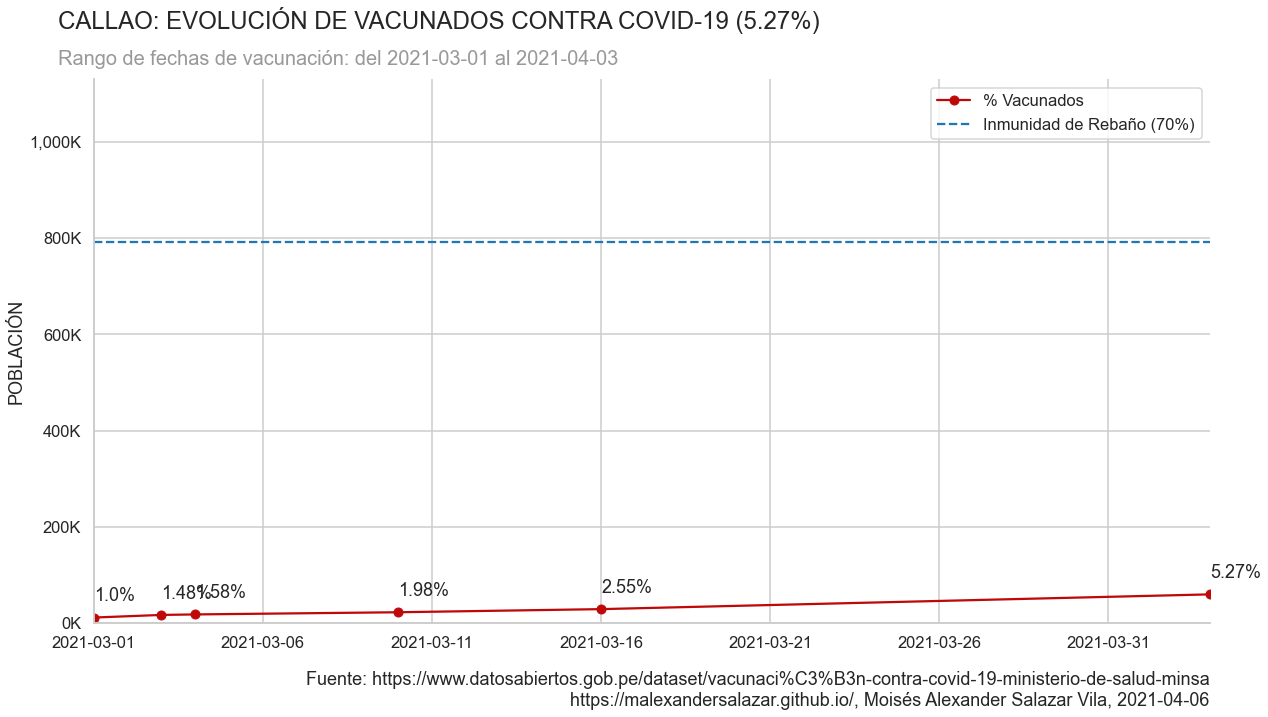 CALLAO: EVOLUCIÓN DE VACUNADOS CONTRA COVID-19 (5.27%)
Rango de fechas de vacunación: del 2021-03-01 al 2021-04-03
% Vacunados
Inmunidad de Rebaño (70%)
1,000K
800K
600K
400K
200K
0K
POBLACIÓN
1.0%
1.48%
1.58%
1.98%
2.55%
5.27%
2021-03-01
2021-03-06
2021-03-11
2021-03-16
2021-03-21
2021-03-26
2021-03-31
Fuente: https://www.datosabiertos.gob.pe/dataset/vacunaci%C3%B3n-contra-covid-19-ministerio-de-salud-minsa
https://malexandersalazar.github.io/, Moisés Alexander Salazar Vila, 2021-04-06